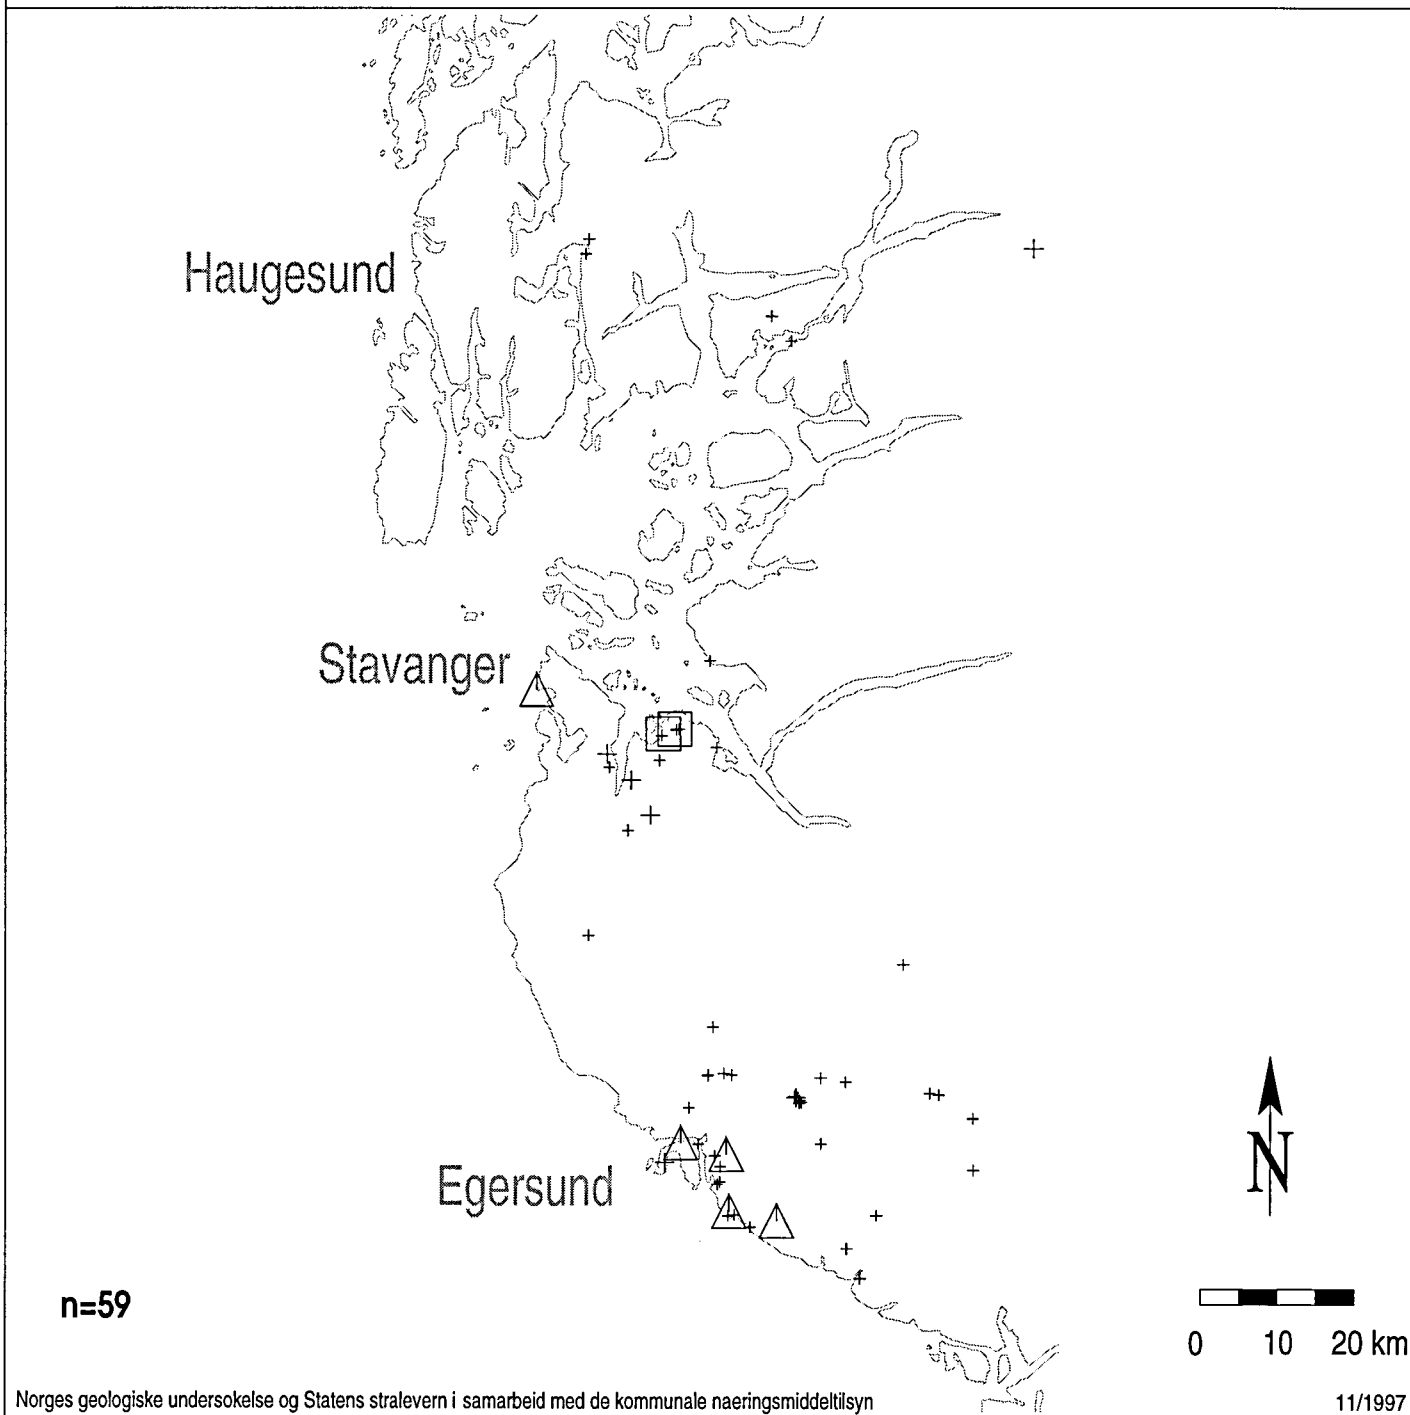 Haugesund
Stavanger
Egersund
N
n=59
0 10 20 km
Norges geologiske undersokelse og Statens stralevern i samarbeid med de kommunale naeringsmiddeltilsyn 11/1997